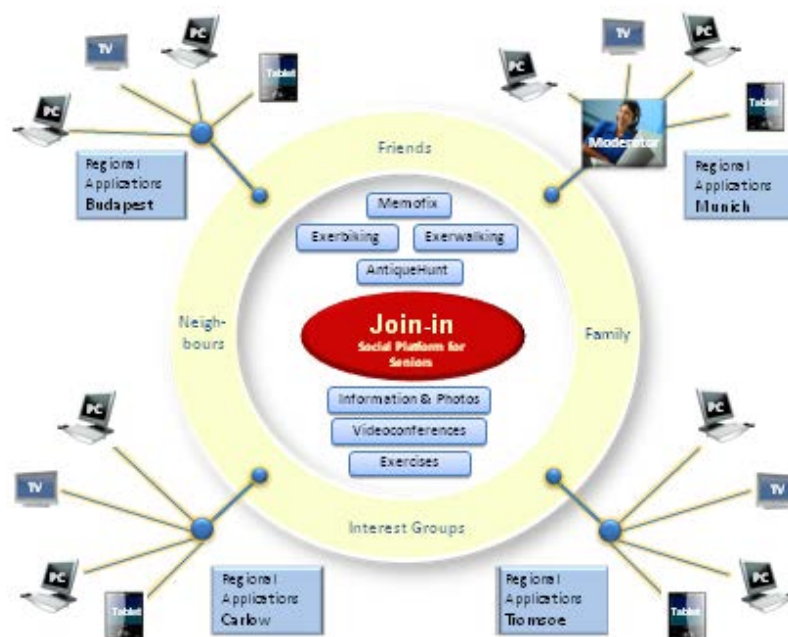 PC
TV
PC
Tablet
PC
TV
PC
Tablet
Moderator
Regional
Applications
Budapest
Regional
Applications
Munich
Friends
Memofix
Exerbiking
Exerwalking
AntiqueHunt
Neigh-
bours
Join-in
Social Platform for
Seniors
Family
Information & Photos
Videoconferences
Exercises
Interest Groups
PC
TV
PC
Tablet
Regional
Applications
Carlow
PC
TV
PC
Tablet
Regional
Applications
Tromsoe